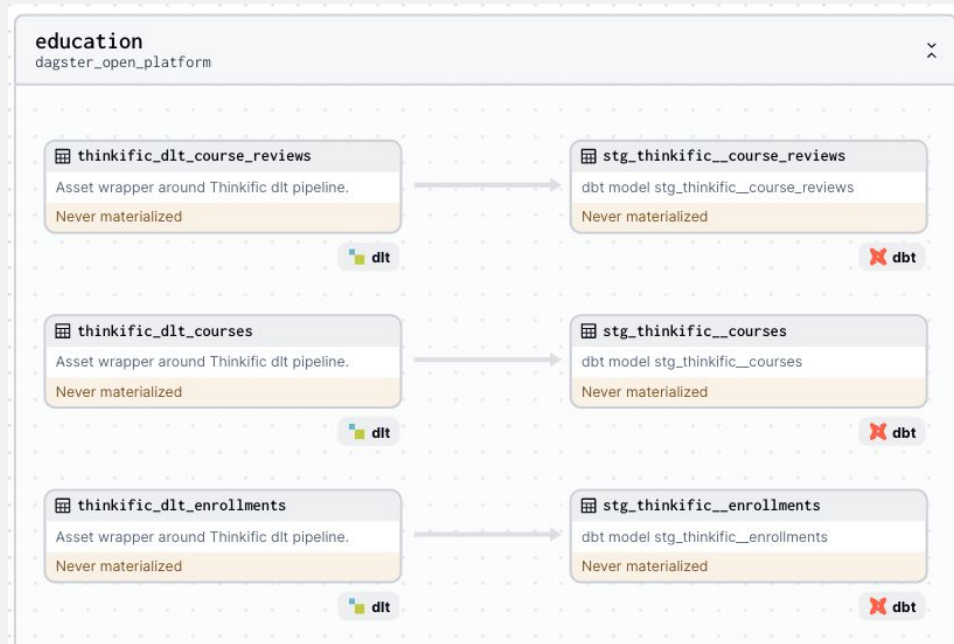 education
dagster_open_platform
thinkific_dlt_course_reviews
Asset wrapper around Thinkific dlt pipeline.
Never materialized
dlt
stg_thinkific__course_reviews
dbt model stg_thinkific__course_reviews
Never materialized
dbt
thinkific_dlt_courses
Asset wrapper around Thinkific dlt pipeline.
Never materialized
dlt
stg_thinkific__courses
dbt model stg_thinkific__courses
Never materialized
dbt
thinkific_dlt_enrollments
Asset wrapper around Thinkific dlt pipeline.
Never materialized
dlt
stg_thinkific__enrollments
dbt model stg_thinkific__enrollments
Never materialized
dbt